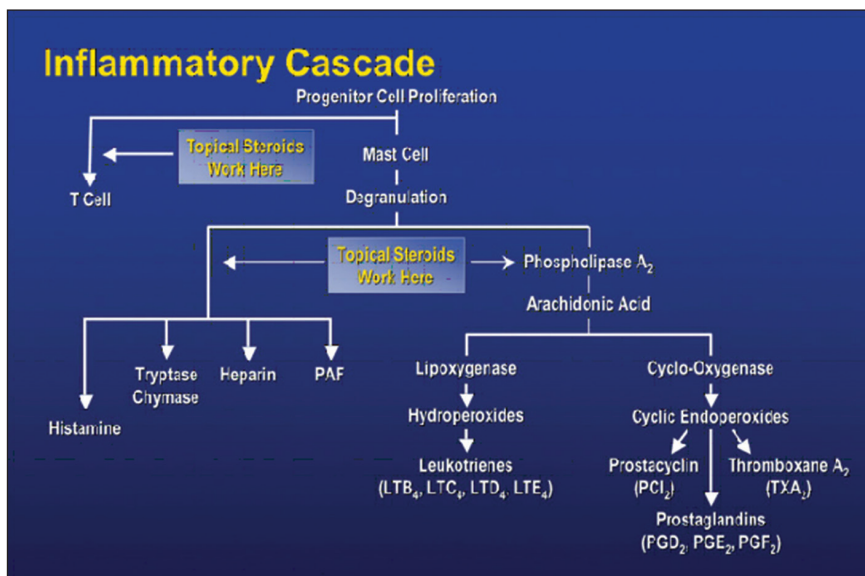 Inflammatory Cascade
Progenitor Cell Proliferation
Topical Steroids
Work Here
Mast Cell
T Cell
Degranulation
Topical Steroids
Work Here
Phospholipase A₂
Arachidonic Acid
Lipoxygenase
Cyclo-Oxygenase
Tryptase
Chymase
Heparin
PAF
Histamine
Hydroperoxides
Cyclic Endoperoxides
Leukotrienes
(LTB₄, LTC₄, LTD₄, LTE₄)
Prostacyclin
(PCI₂)
Thromboxane A₂
(TXA₂)
Prostaglandins
(PGD₂, PGE₂, PGF₂)